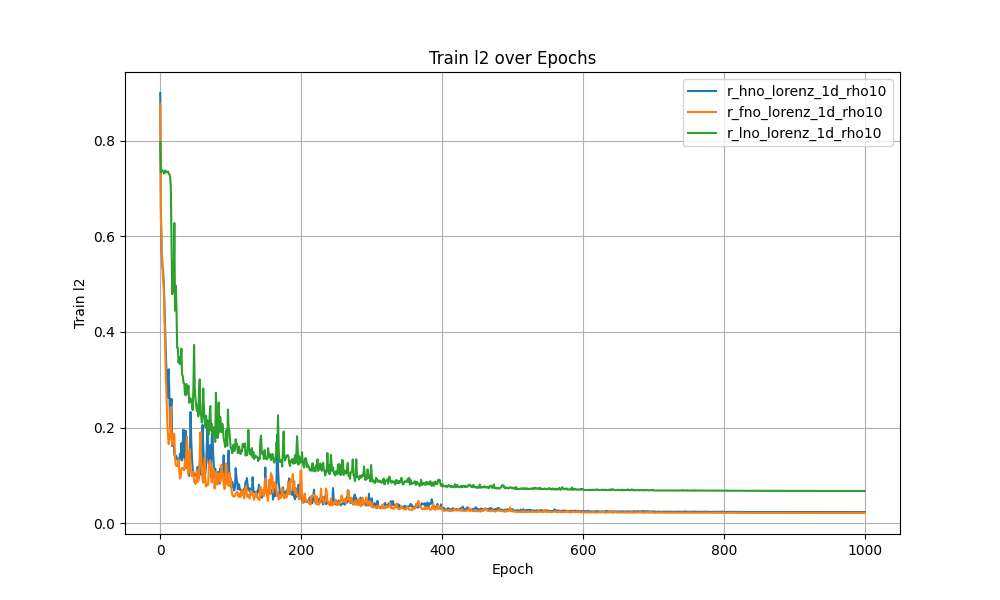 Train l2 over Epochs
r_hno_lorenz_1d_rho10
r_fno_lorenz_1d_rho10
r_lno_lorenz_1d_rho10
Train l2
0.8
0.6
0.4
0.2
0.0
0 200 400 600 800 1000
Epoch